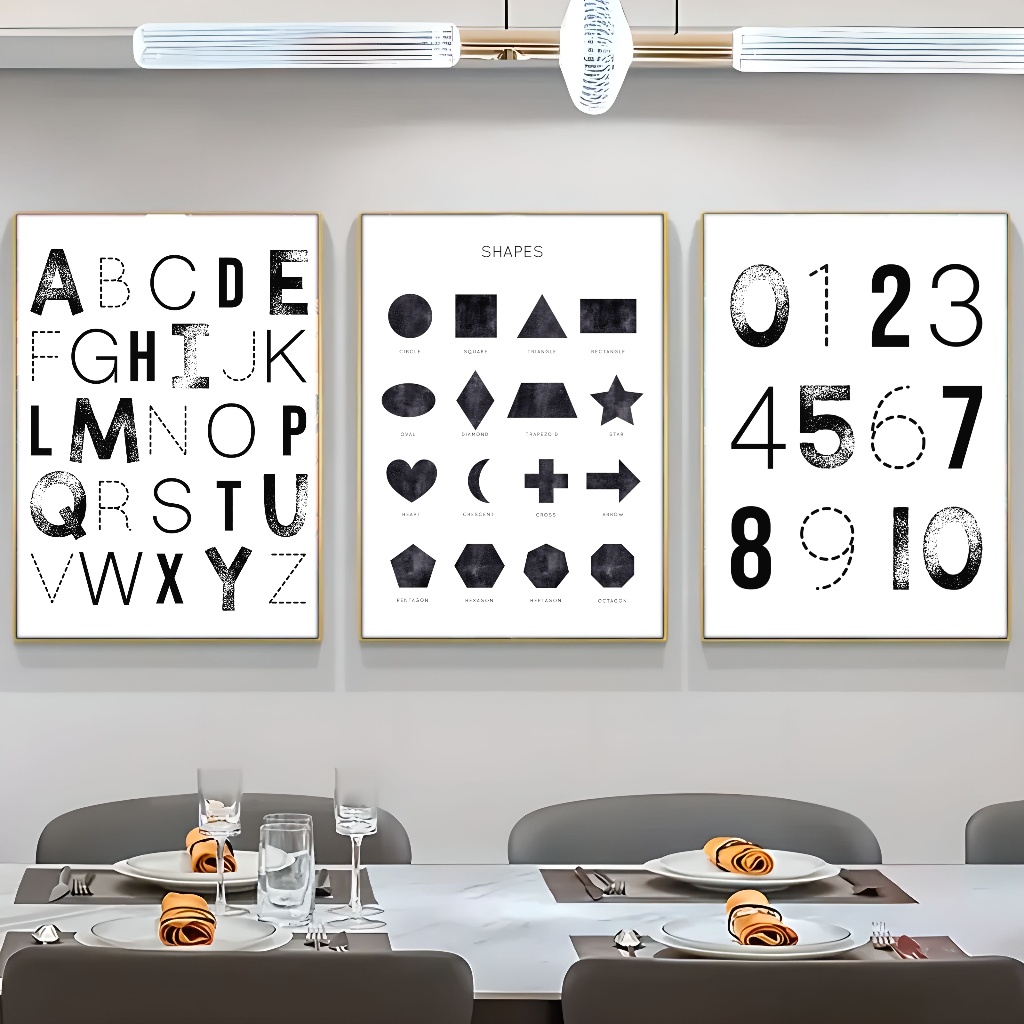 A B C D E
F G H I J K
L M N O P
Q R S T U
V W X Y Z
SHAPES
CIRCLE SQUARE TRIANGLE RECTANGLE
OVAL DIAMOND TRAPEZOID STAR
HEART CRESCENT CROSS ARROW
PENTAGON HEXAGON HEPTAGON OCTAGON
0 1 2 3
4 5 6 7
8 9 10